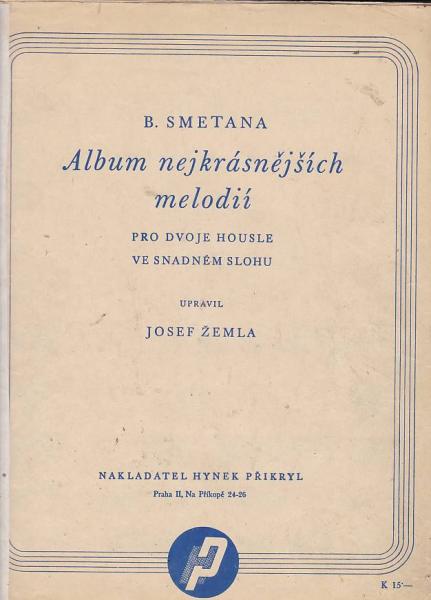 B. SMETANA
Album nejkrásnějších
melodií
PRO DVOJE HOUSLE
VE SNADNÉM SLOHU
UPRAVIL
JOSEF ŽEMLA
NAKLADATEL HYNEK PŘIKRYL
Praha II, Na Příkopě 24-26
HP
K 15·—